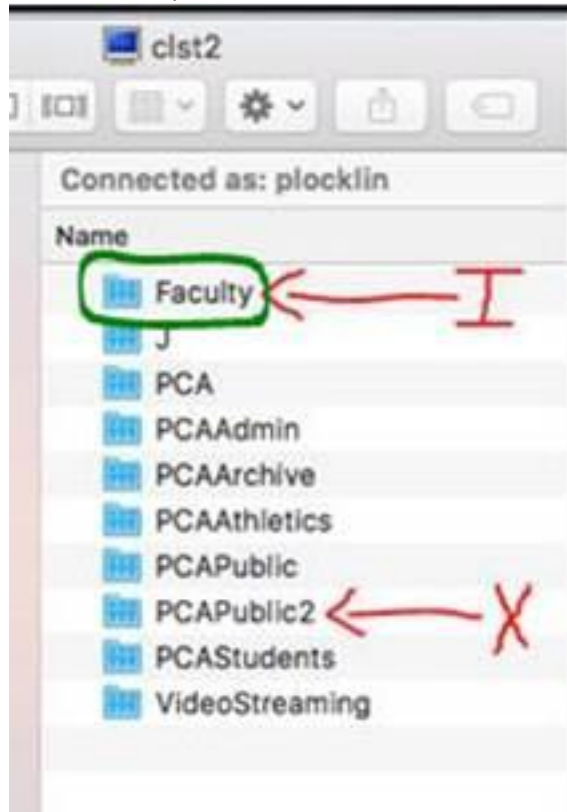 clst2
Connected as: plocklin
Name
Faculty I
J
PCA
PCAAdmin
PCAArchive
PCAAthletics
PCAPublic
PCAPublic2 X
PCAStudents
VideoStreaming